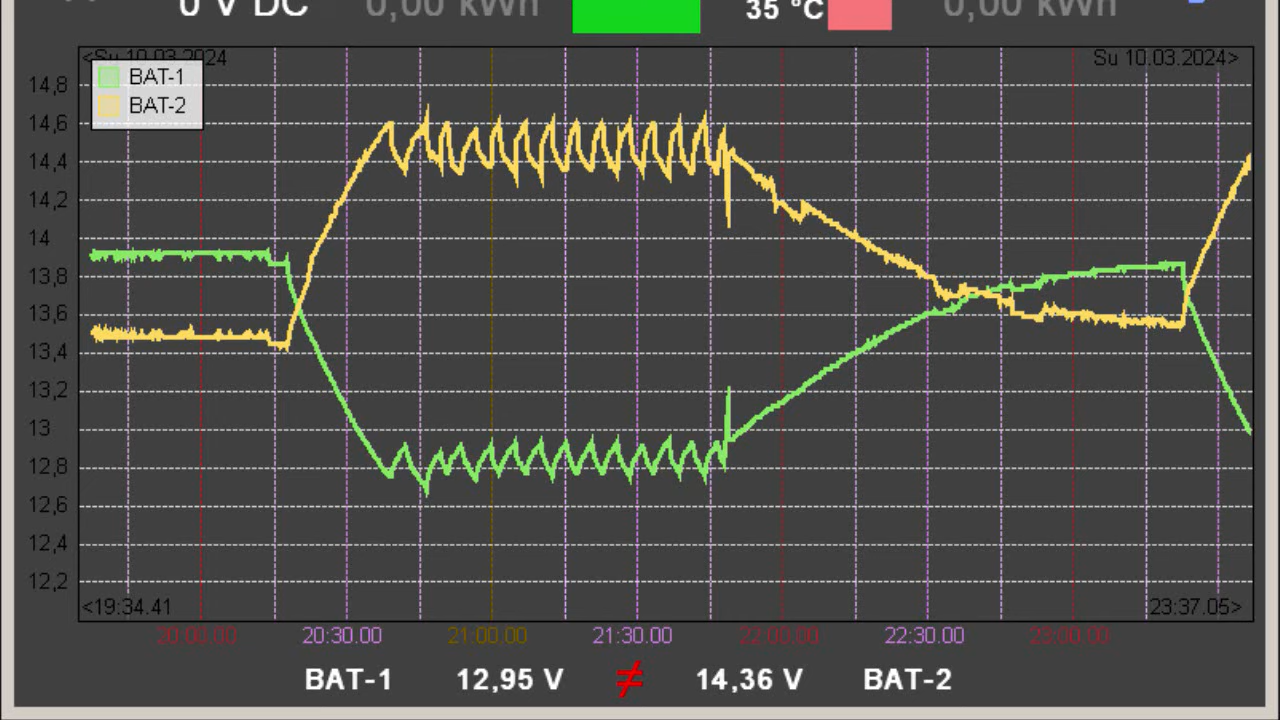 0 V DC 0,00 kWh 35 °C 0,00 kWh
<Su 10.03.2024 Su 10.03.2024>
BAT-1
BAT-2
14,8
14,6
14,4
14,2
14
13,8
13,6
13,4
13,2
13
12,8
12,6
12,4
12,2
<19:34.41 23:37.05>
20:00.00 20:30.00 21:00.00 21:30.00 22:00.00 22:30.00 23:00.00
BAT-1 12,95 V ≠ 14,36 V BAT-2